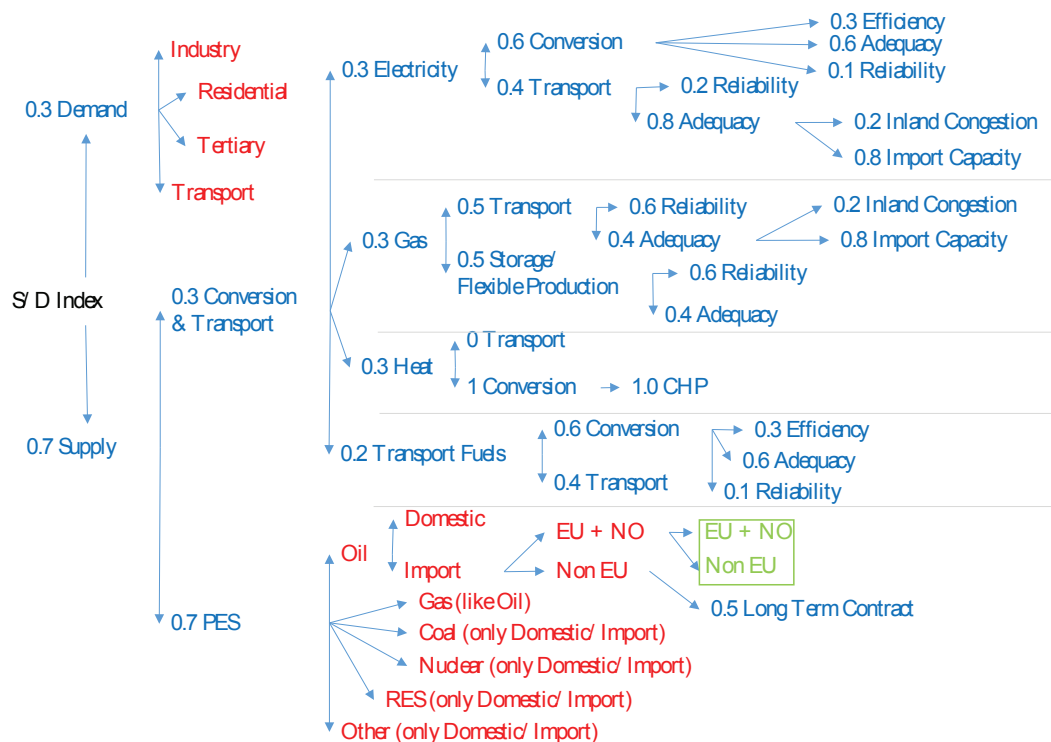 S/ D Index
0.3 Demand
Industry
Residential
Tertiary
Transport
0.7 Supply
0.3 Conversion
& Transport
0.3 Electricity
0.6 Conversion
0.3 Efficiency
0.6 Adequacy
0.1 Reliability
0.4 Transport
0.2 Reliability
0.8 Adequacy
0.2 Inland Congestion
0.8 Import Capacity
0.3 Gas
0.5 Transport
0.6 Reliability
0.4 Adequacy
0.2 Inland Congestion
0.8 Import Capacity
0.5 Storage/
Flexible Production
0.6 Reliability
0.4 Adequacy
0.3 Heat
0 Transport
1 Conversion
1.0 CHP
0.2 Transport Fuels
0.6 Conversion
0.3 Efficiency
0.6 Adequacy
0.1 Reliability
0.4 Transport
0.7 PES
Oil
Domestic
Import
EU + NO
EU + NO
Non EU
Non EU
0.5 Long Term Contract
Gas (like Oil)
Coal (only Domestic/ Import)
Nuclear (only Domestic/ Import)
RES (only Domestic/ Import)
Other (only Domestic/ Import)